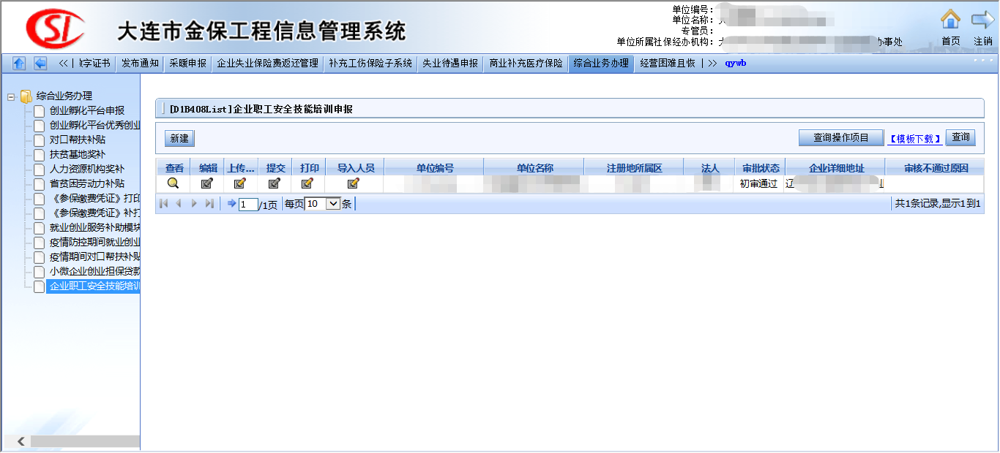 CSI
大连市金保工程信息管理系统
单位编号：
单位名称：
专管员：
单位所属社保经办机构：
办事处
首页
注销
<< | 数字证书 发布通知 采暖申报 企业失业保险费返还管理 补充工伤保险子系统 失业待遇申报 商业补充医疗保险 综合业务办理 经营困难且恢 | >> qywb
综合业务办理
创业孵化平台申报
创业孵化平台优秀创业
对口帮扶补贴
扶贫基地奖补
人力资源机构奖补
省贫困劳动力补贴
《参保缴费凭证》打印
《参保缴费凭证》补打
就业创业服务补助模块
疫情防控期间就业创业
疫情期间对口帮扶补贴
小微企业创业担保贷款
企业职工安全技能培训
[D1B408List]企业职工安全技能培训申报
新建 查询操作项目 【模板下载】 查询
查看 编辑 上传... 提交 打印 导入人员 单位编号 单位名称 注册地所属区 法人 审批状态 企业详细地址 审核不通过原因
初审通过 辽
1 /1页 每页 10 条 共1条记录,显示1到1